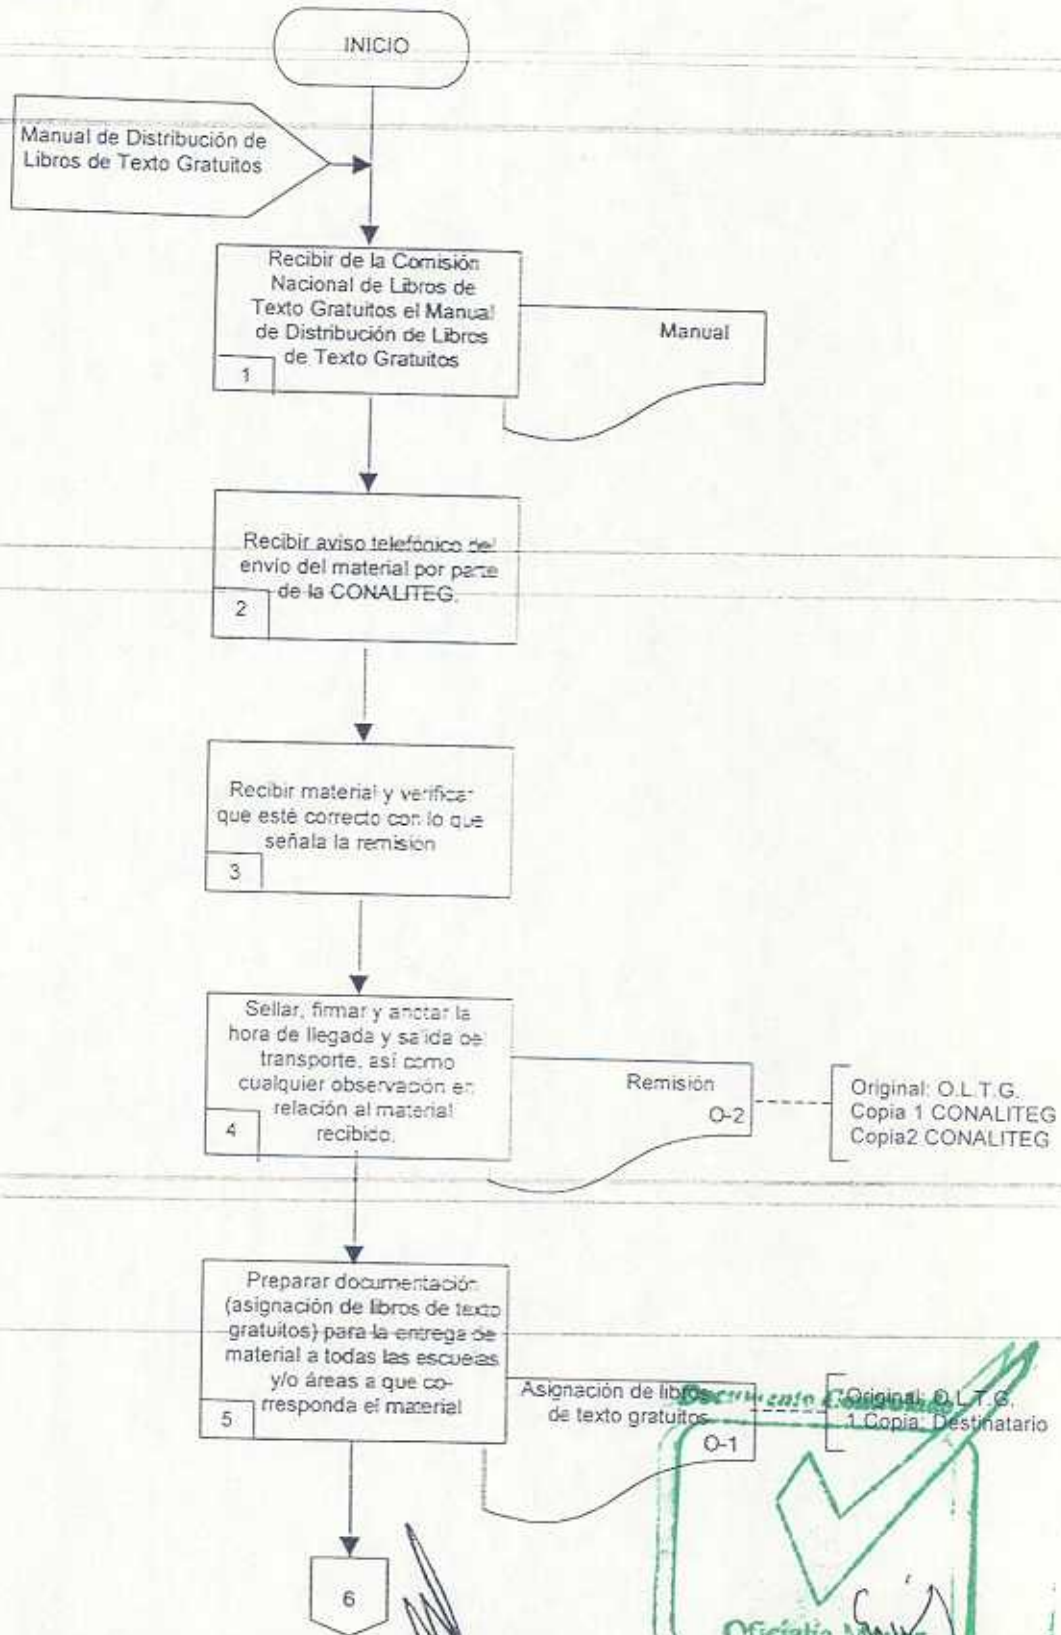 INICIO
Manual de Distribución de
Libros de Texto Gratuitos
Recibir de la Comisión
Nacional de Libros de
Texto Gratuitos el Manual
de Distribución de Libros
de Texto Gratuitos
1
Manual
Recibir aviso telefónico del
envío del material por parte
de la CONALITEG.
2
Recibir material y verificar
que esté correcto con lo que
señala la remisión
3
Sellar, firmar y anotar la
hora de llegada y salida del
transporte, así como
cualquier observación en
relación al material
recibido.
4
Remisión
O-2
Original: O.L.T.G.
Copia 1 CONALITEG
Copia2 CONALITEG
Preparar documentación
(asignación de libros de texto
gratuitos) para la entrega de
material a todas las escuelas
y/o áreas a que co-
rresponda el material
5
Asignación de libros
de texto gratuitos
O-1
Original: O.L.T.G.
1 Copia: Destinatario
Documento
6
Oficialía